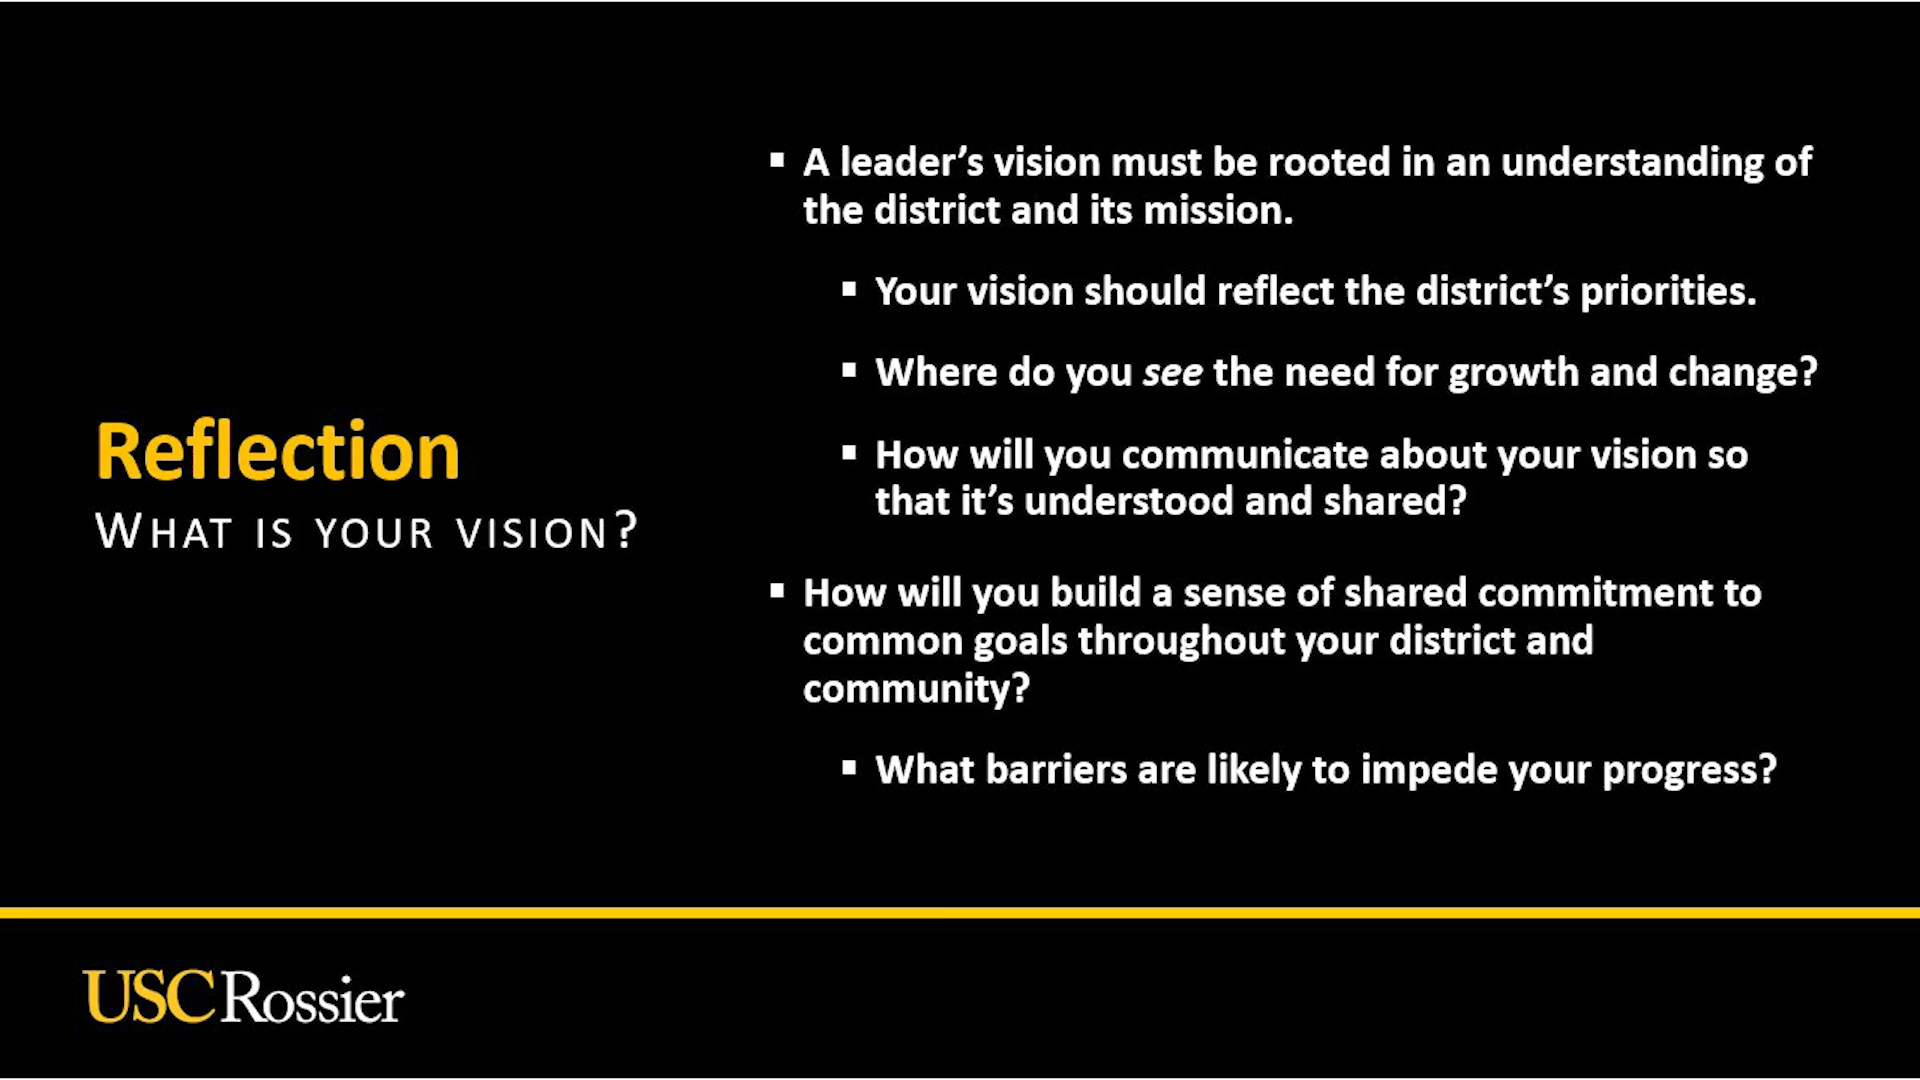 Reflection
WHAT IS YOUR VISION?
▪ A leader’s vision must be rooted in an understanding of
the district and its mission.
▪ Your vision should reflect the district’s priorities.
▪ Where do you see the need for growth and change?
▪ How will you communicate about your vision so
that it’s understood and shared?
▪ How will you build a sense of shared commitment to
common goals throughout your district and
community?
▪ What barriers are likely to impede your progress?
USC Rossier